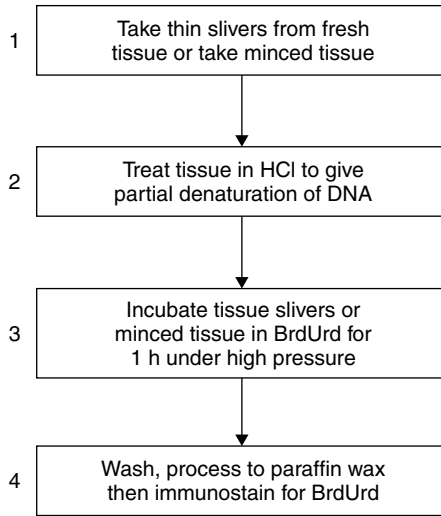 1
Take thin slivers from fresh
tissue or take minced tissue
2
Treat tissue in HCl to give
partial denaturation of DNA
3
Incubate tissue slivers or
minced tissue in BrdUrd for
1 h under high pressure
4
Wash, process to paraffin wax
then immunostain for BrdUrd